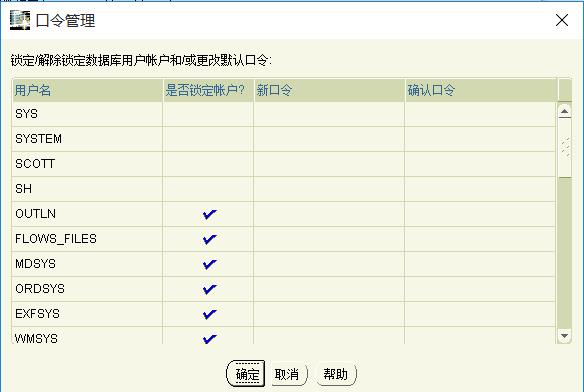 口令管理
锁定/解除锁定数据库用户帐户和/或更改默认口令:
用户名 是否锁定帐户? 新口令 确认口令
SYS
SYSTEM
SCOTT
SH
OUTLN
FLOWS_FILES
MDSYS
ORDSYS
EXFSYS
WMSYS
确定 取消 帮助